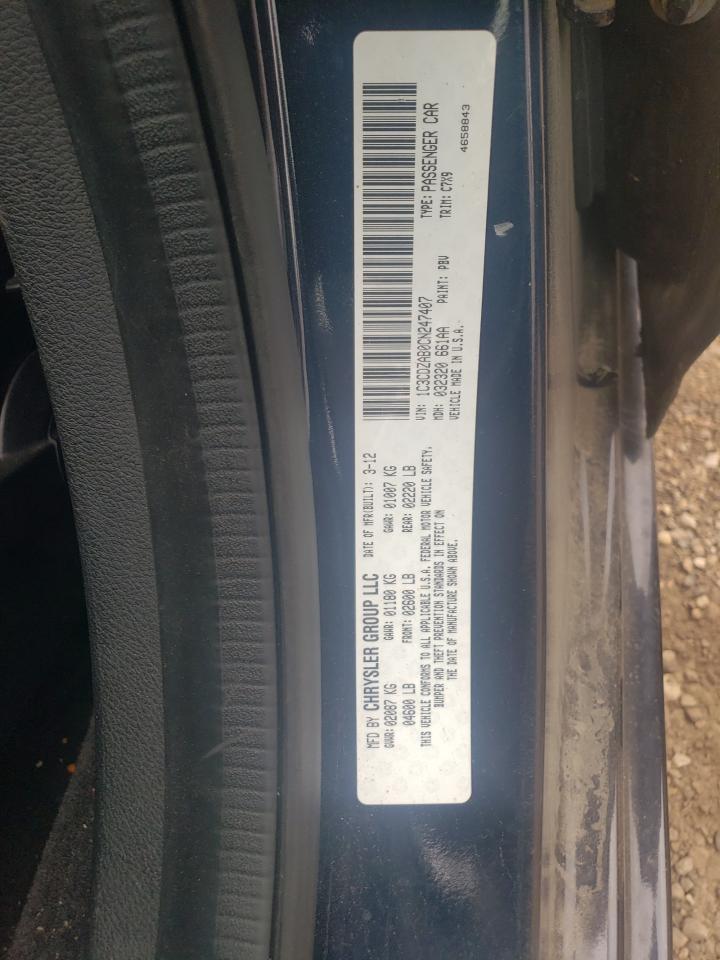 MFD BY CHRYSLER GROUP LLC
DATE OF MFR(BUILT): 3-12
GVWR: 02087 KG
GAWR: 01180 KG
GAWR: 01007 KG
04600 LB
FRONT: 02600 LB
REAR: 02220 LB
THIS VEHICLE CONFORMS TO ALL APPLICABLE U.S.A. FEDERAL MOTOR VEHICLE SAFETY,
BUMPER AND THEFT PREVENTION STANDARDS IN EFFECT ON
THE DATE OF MANUFACTURE SHOWN ABOVE.
VIN: 1C3CDZAB0CN247407
TYPE: PASSENGER CAR
MDH: 032320 661AA
PAINT: PBV
TRIM: C7X9
VEHICLE MADE IN U.S.A.
4658843